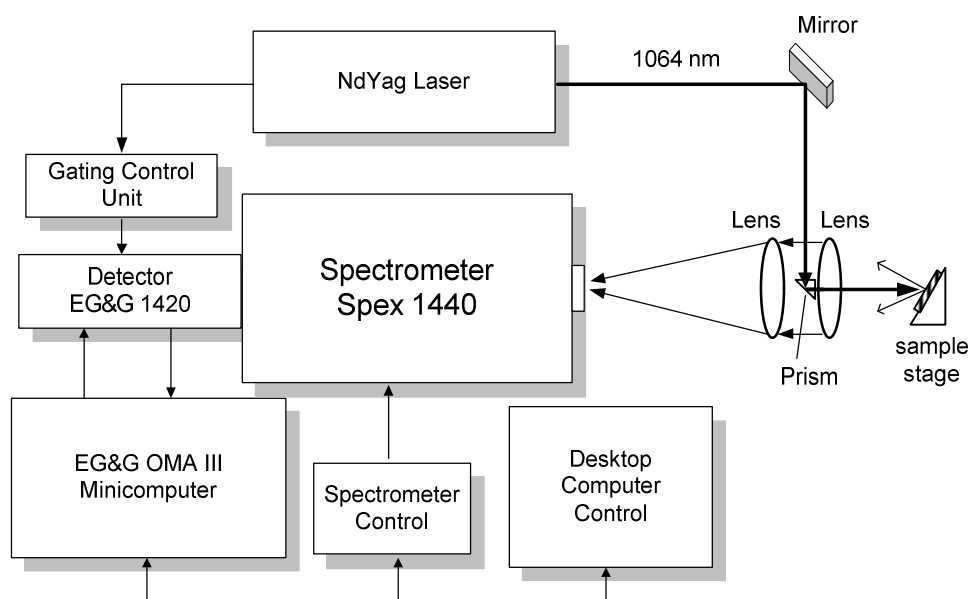 Mirror
1064 nm
NdYag Laser
Gating Control
Unit
Lens
Lens
Detector
EG&G 1420
Spectrometer
Spex 1440
sample
stage
Prism
EG&G OMA III
Minicomputer
Spectrometer
Control
Desktop
Computer
Control